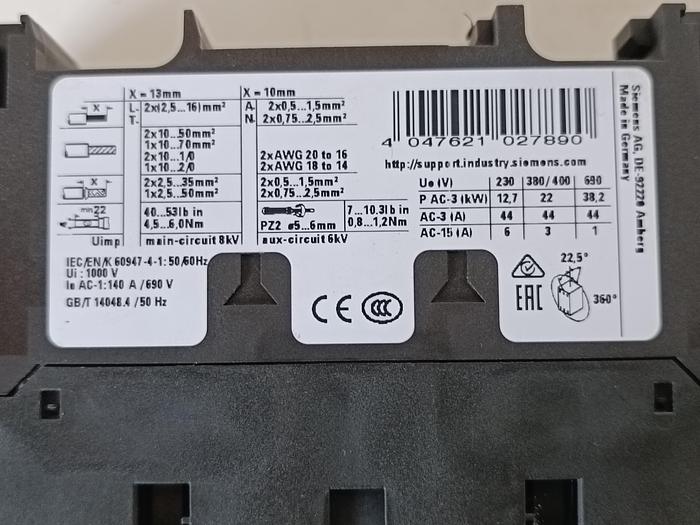 X = 13mm X = 10mm
L- 2x(2,5...16)mm² A- 2x0,5...1,5mm²
T- N- 2x0,75...2,5mm²
2x10...50mm²
1x10...70mm²
2x10...1/0 2xAWG 20 to 16
1x10...2/0 2xAWG 18 to 14
X 2x2,5...35mm² 2x0,5...1,5mm²
1x2,5...50mm² 2x0,75...2,5mm²
min22 40...53lb in 7...10.3lb in
4,5...6,0Nm PZ2 ø5...6mm 0,8...1,2Nm
Uimp main-circuit 8kV aux-circuit 6kV
IEC/EN/K 60947-4-1: 50/60Hz
Ui : 1000 V
Ie AC-1:140 A /690 V
GB/T 14048.4 /50 Hz
4 047621 027890
http://support.industry.siemens.com
Ue (V) 230 380/400 690
P AC-3 (kW) 12,7 22 38,2
AC-3 (A) 44 44 44
AC-15 (A) 6 3 1
CE CCC
EAC
22,5°
360°
Siemens AG, DE-92220 Amberg
Made in Germany